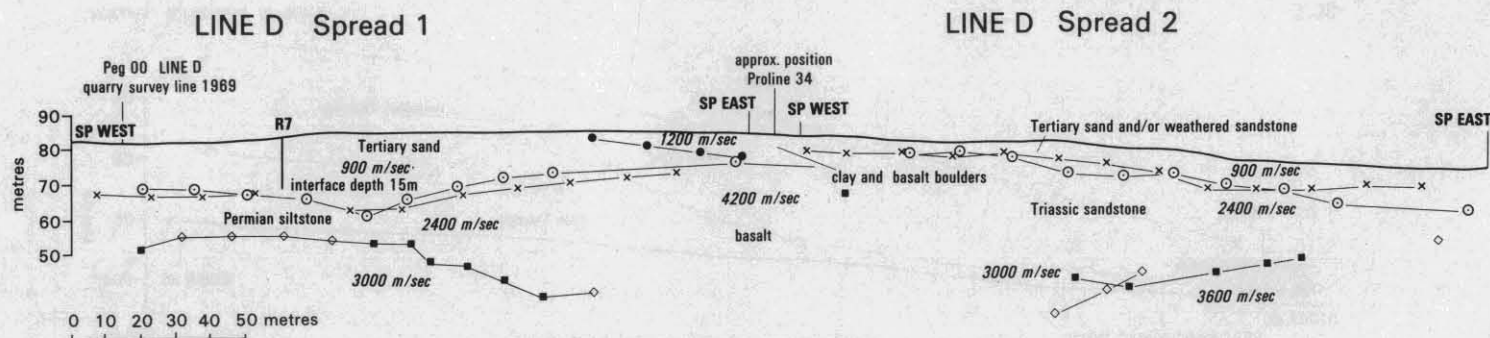 LINE D Spread 1
LINE D Spread 2
Peg 00 LINE D
quarry survey line 1969
approx. position
Proline 34
90
80
70
60
50
metres
SP WEST
R7
SP EAST
SP WEST
SP EAST
Tertiary sand
900 m/sec·
interface depth 15m
Permian siltstone
2400 m/sec
3000 m/sec
1200 m/sec
clay and basalt boulders
4200 m/sec
basalt
Tertiary sand and/or weathered sandstone
900 m/sec
Triassic sandstone
2400 m/sec
3000 m/sec
3600 m/sec
0 10 20 30 40 50 metres